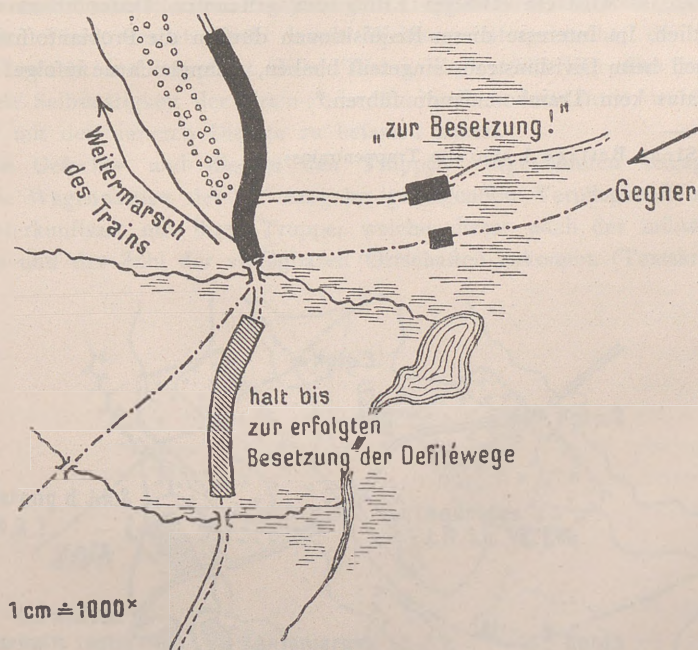 „zur Besetzung!"
Gegner
Weitermarsch
des Trains
halt bis
zur erfolgten
Besetzung der Defiléwege
1 cm ≐ 1000ˣ